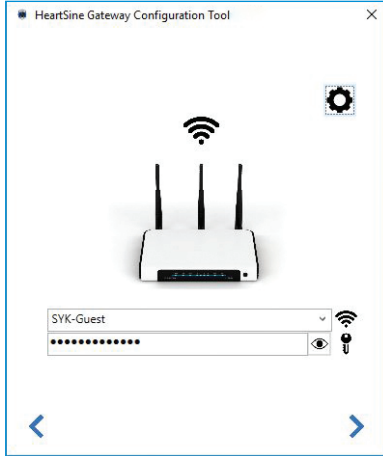 HeartSine Gateway Configuration Tool
SYK-Guest
•••••••••••••